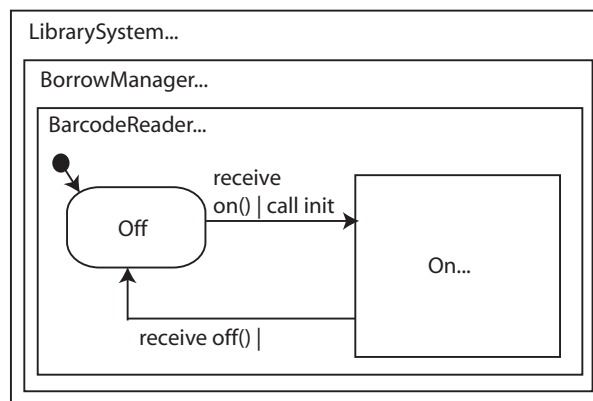 LibrarySystem...
BorrowManager...
BarcodeReader...
receive
on() | call init
Off
On...
receive off() |